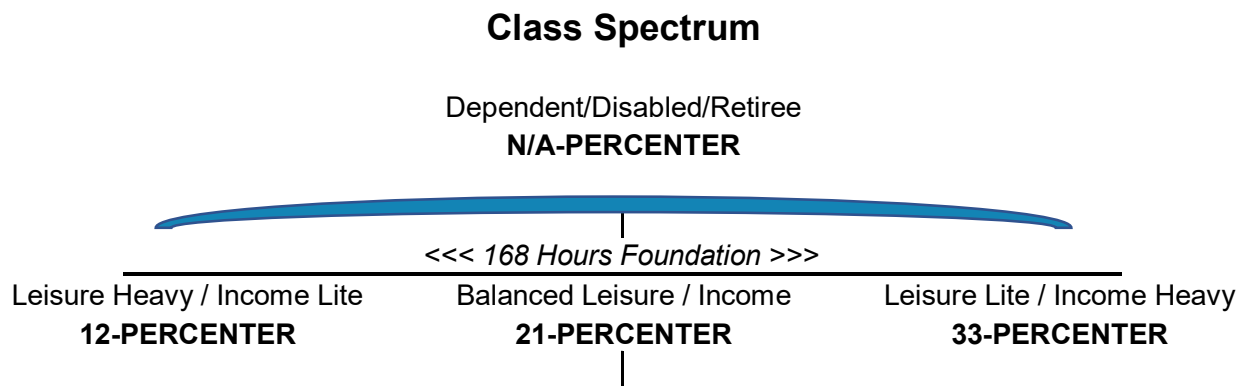 Class Spectrum
Dependent/Disabled/Retiree
N/A-PERCENTER
<<< 168 Hours Foundation >>>
Leisure Heavy / Income Lite
12-PERCENTER
Balanced Leisure / Income
21-PERCENTER
Leisure Lite / Income Heavy
33-PERCENTER